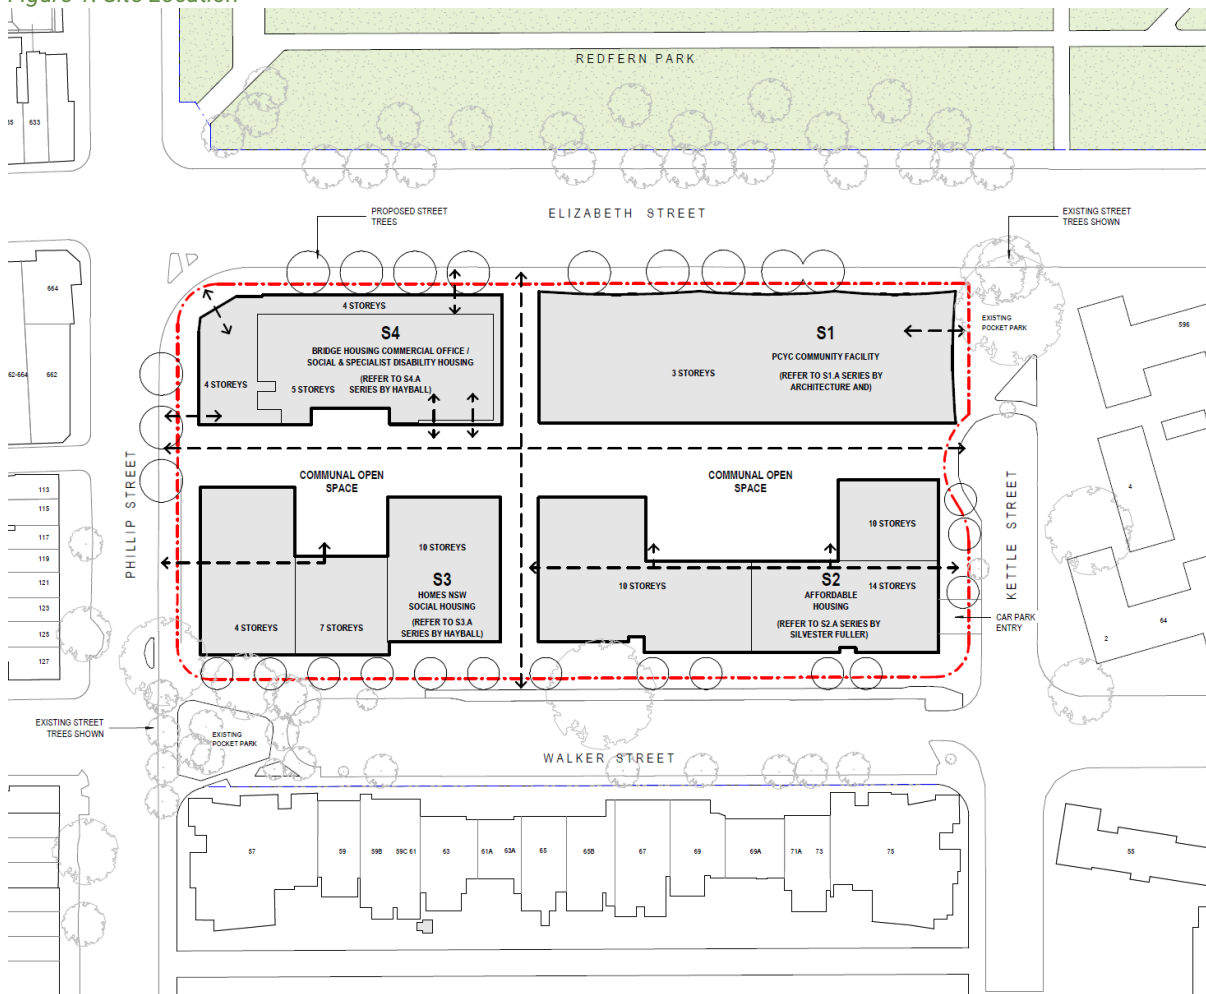 Figure 1: Site Location
REDFERN PARK
633
PROPOSED STREET
TREES
ELIZABETH STREET
EXISTING STREET
TREES SHOWN
664
662
4 STOREYS
S4
BRIDGE HOUSING COMMERCIAL OFFICE /
SOCIAL & SPECIALIST DISABILITY HOUSING
(REFER TO S4.A
SERIES BY HAYBALL)
4 STOREYS
5 STOREYS
S1
PCYC COMMUNITY FACILITY
3 STOREYS
(REFER TO S1.A SERIES BY
ARCHITECTURE AND)
EXISTING
POCKET PARK
596
PHILLIP STREET
COMMUNAL OPEN
SPACE
COMMUNAL OPEN
SPACE
KETTLE STREET
113
115
117
119
121
123
125
127
4
2
64
10 STOREYS
S3
HOMES NSW
SOCIAL HOUSING
(REFER TO S3.A
SERIES BY HAYBALL)
4 STOREYS
7 STOREYS
10 STOREYS
10 STOREYS
S2
AFFORDABLE
HOUSING
(REFER TO S2.A SERIES BY
SILVESTER FULLER)
14 STOREYS
CAR PARK
ENTRY
EXISTING STREET
TREES SHOWN
EXISTING
POCKET PARK
WALKER STREET
57
59
59B
59C
61
63
61A
63A
65
65B
67
69
69A
71A
73
75
55